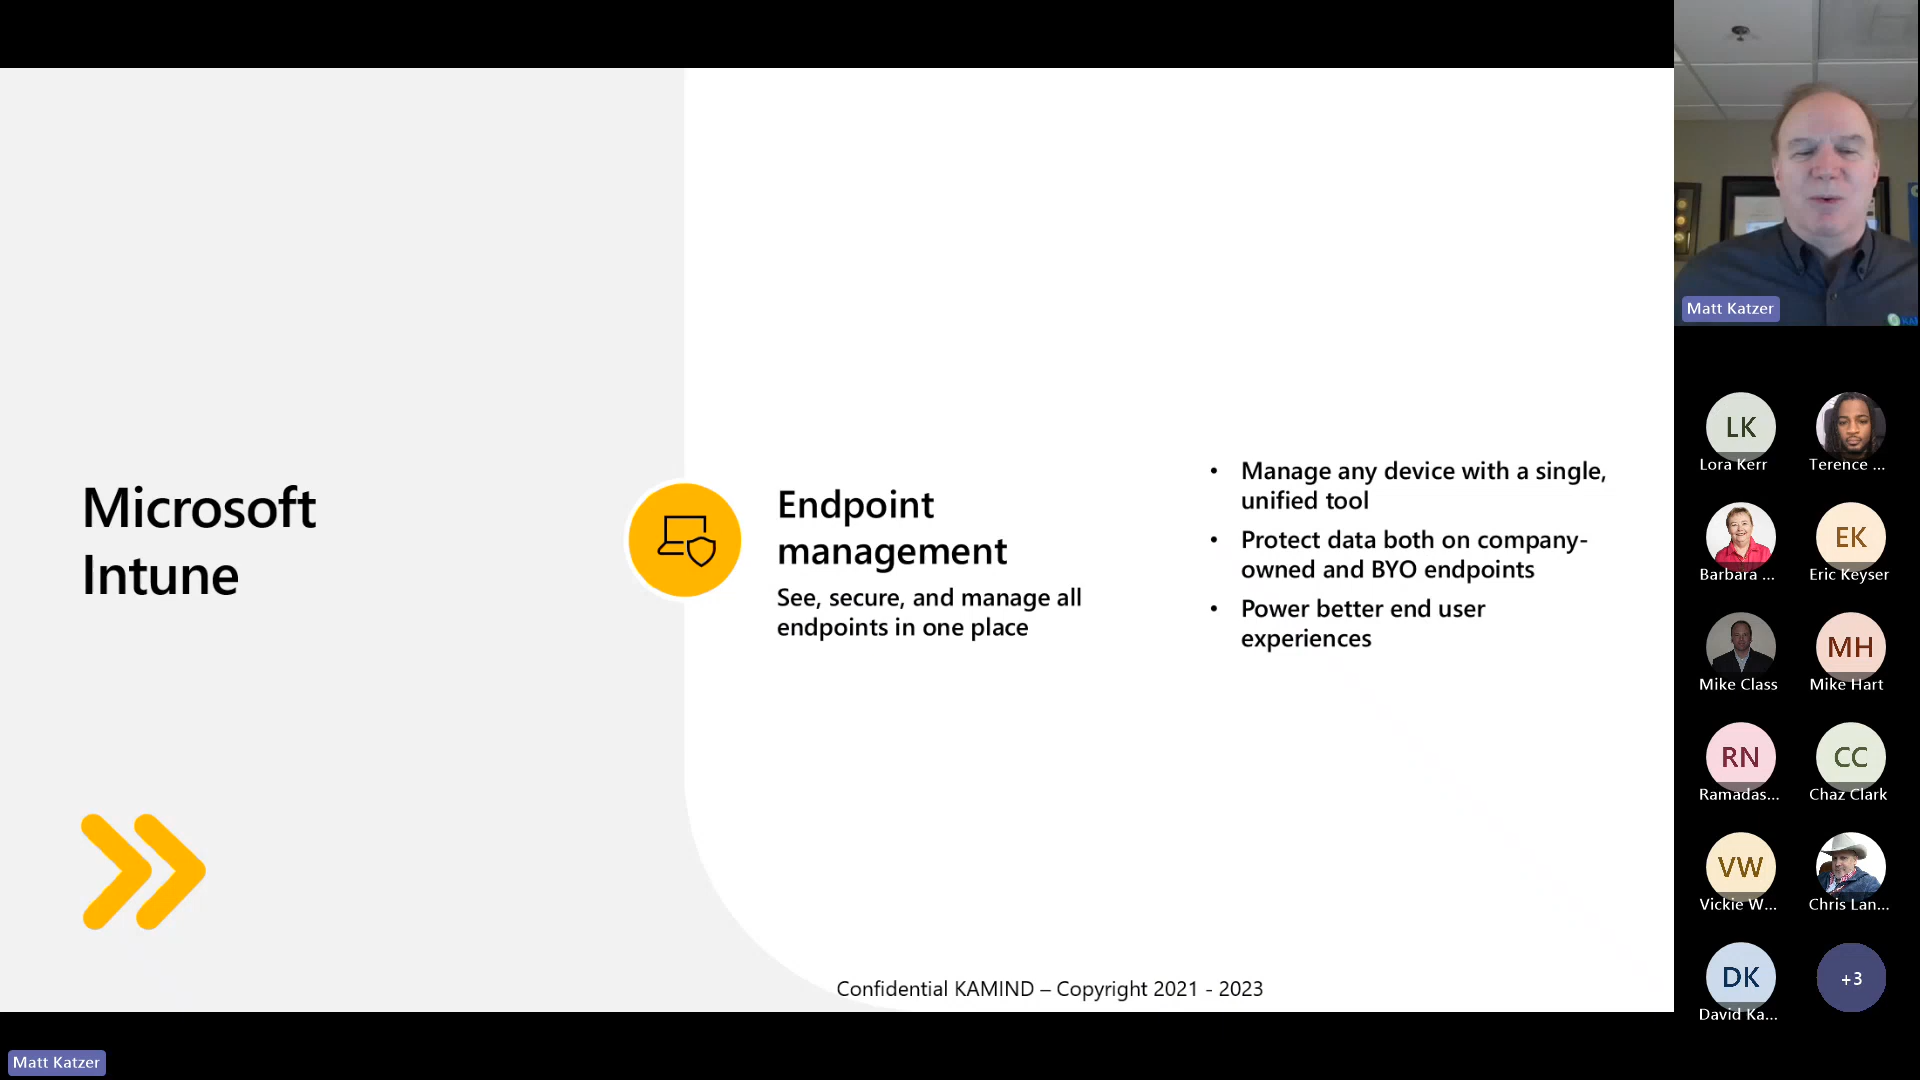 Microsoft
Intune
Endpoint
management
See, secure, and manage all
endpoints in one place
• Manage any device with a single,
unified tool
• Protect data both on company-
owned and BYO endpoints
• Power better end user
experiences
Confidential KAMIND – Copyright 2021 - 2023
Matt Katzer
Matt Katzer
LK
Lora Kerr
Terence ...
Barbara ...
EK
Eric Keyser
Mike Class
MH
Mike Hart
RN
Ramadas...
CC
Chaz Clark
VW
Vickie W...
Chris Lan...
DK
David Ka...
+3